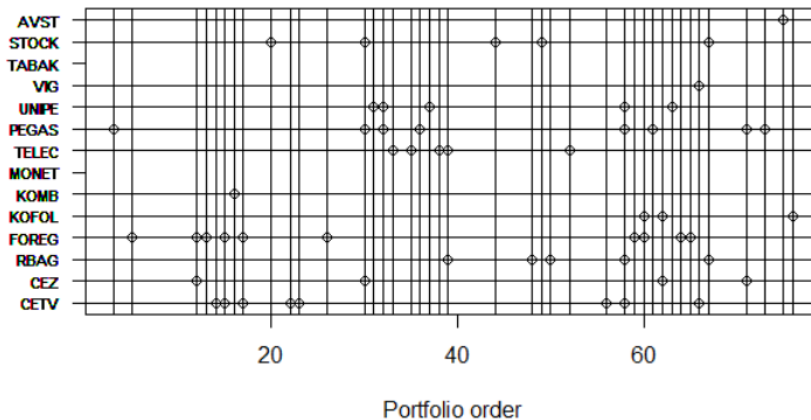 AVST
STOCK
TABAK
VIG
UNIPE
PEGAS
TELEC
MONET
KOMB
KOFOL
FOREG
RBAG
CEZ
CETV
20 40 60
Portfolio order